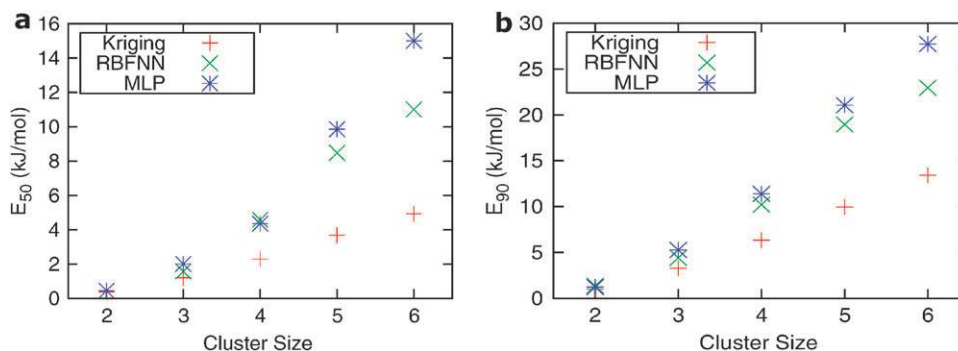 a
16
14
12
10
8
6
4
2
0
E50 (kJ/mol)
Kriging
RBFNN
MLP
2 3 4 5 6
Cluster Size
b
30
25
20
15
10
5
0
E90 (kJ/mol)
Kriging
RBFNN
MLP
2 3 4 5 6
Cluster Size